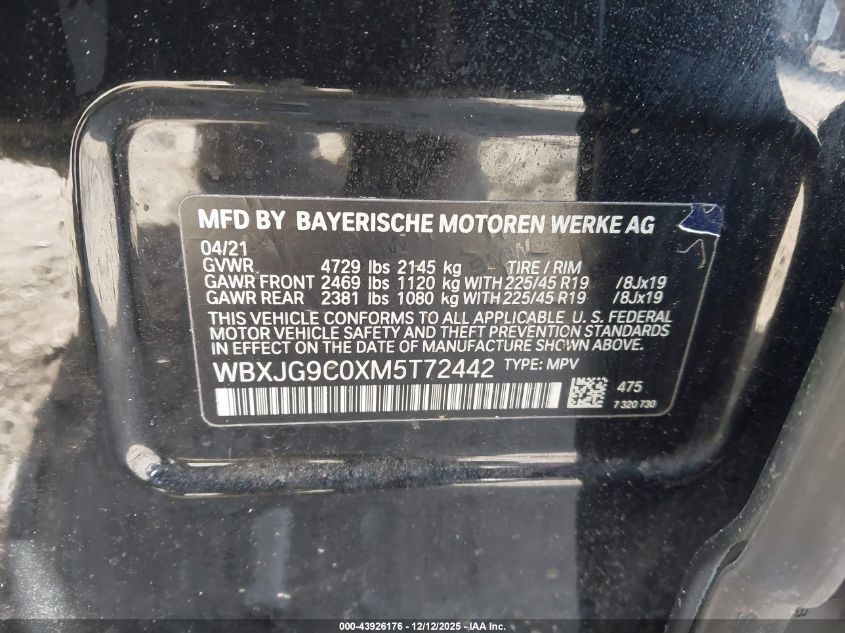 MFD BY BAYERISCHE MOTOREN WERKE AG
04/21
GVWR 4729 lbs 2145 kg TIRE / RIM
GAWR FRONT 2469 lbs 1120 kg WITH 225/45 R19 /8Jx19
GAWR REAR 2381 lbs 1080 kg WITH 225/45 R19 /8Jx19
THIS VEHICLE CONFORMS TO ALL APPLICABLE U. S. FEDERAL
MOTOR VEHICLE SAFETY AND THEFT PREVENTION STANDARDS
IN EFFECT ON THE DATE OF MANUFACTURE SHOWN ABOVE.
WBXJG9C0XM5T72442 TYPE: MPV
475
7 320 730
000-43926176 - 12/12/2025 - IAA Inc.